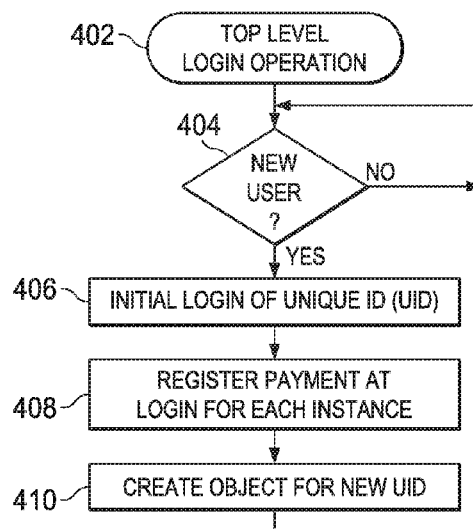 402
TOP LEVEL
LOGIN OPERATION
404
NEW
USER
?
NO
YES
406
INITIAL LOGIN OF UNIQUE ID (UID)
408
REGISTER PAYMENT AT
LOGIN FOR EACH INSTANCE
410
CREATE OBJECT FOR NEW UID